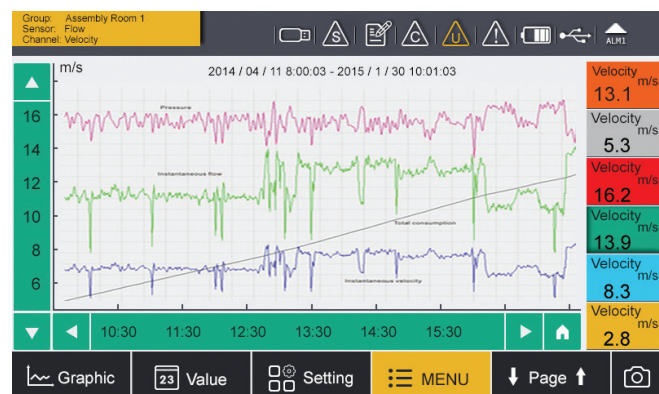 Group: Assembly Room 1
Sensor: Flow
Channel: Velocity
S
C
U
ALM1
m/s
2014 / 04 / 11 8:00:03 - 2015 / 1 / 30 10:01:03
16
14
12
10
8
6
Pressure
Instantaneous flow
Total consumption
Instantaneous velocity
10:30 11:30 12:30 13:30 14:30 15:30
Velocity
m/s
13.1
Velocity
m/s
5.3
Velocity
m/s
16.2
Velocity
m/s
13.9
Velocity
m/s
8.3
Velocity
m/s
2.8
Graphic
23 Value
Setting
MENU
Page